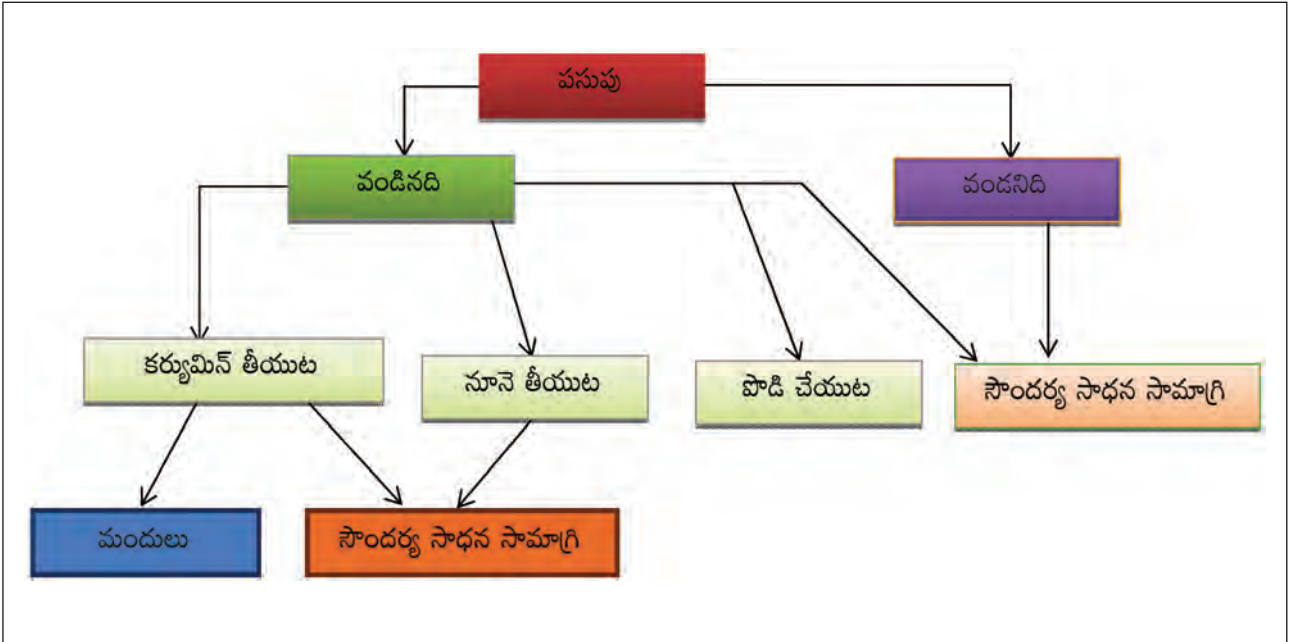 పసుపు
వండినది
వండనిది
కర్యుమిన్ తీయుట
నూనె తీయుట
పొడి చేయుట
సౌందర్య సాధన సామాగ్రి
మందులు
సౌందర్య సాధన సామాగ్రి